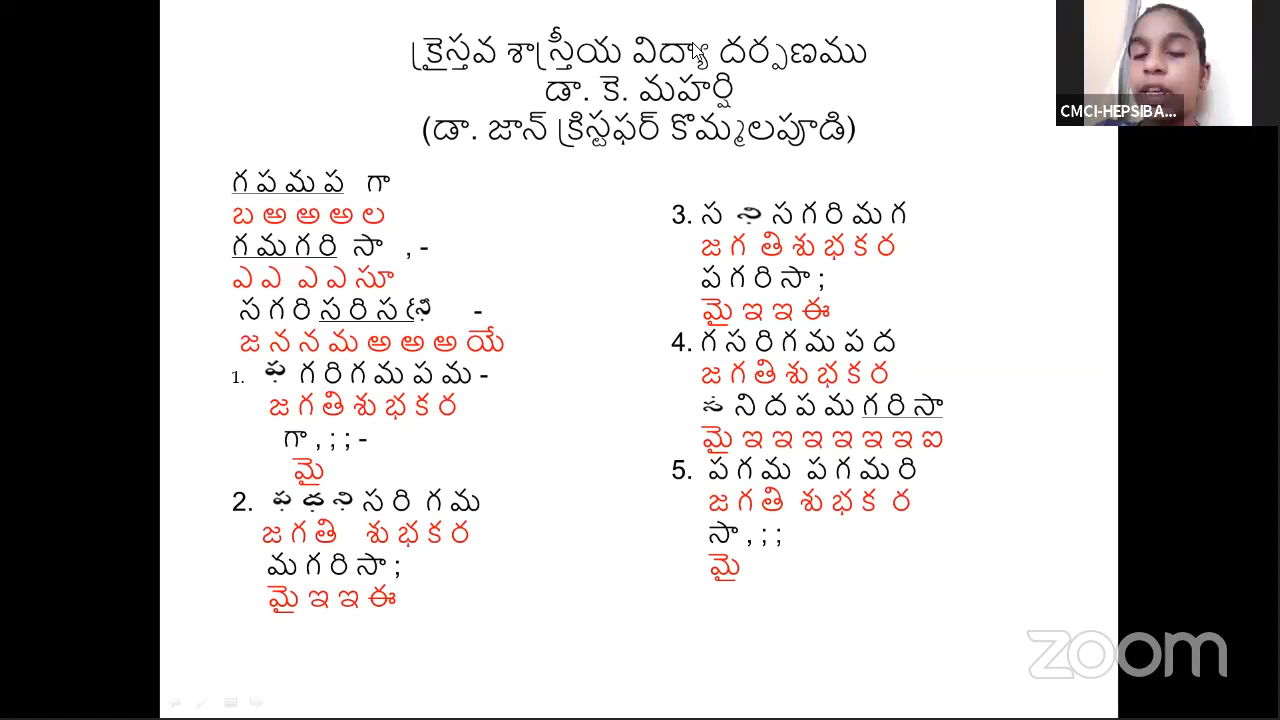 క్రైస్తవ శాస్త్రీయ విద్యా దర్పణము
డా. కె. మహర్షి
(డా. జాన్ క్రిస్టఫర్ కొమ్మలపూడి)
గ ప మ ప గా
బ అ అ అ ల
గ మ గ రి సా , -
ఎ ఎ ఎ ఎ సూ
స గ రి స రి స ని -
జ న న మ అ అ అ యే
1. ప గ రి గ మ ప మ -
జ గ తి శు భ క ర
గా , ; ; -
మై
2. ప ద ని స రి గ మ
జ గ తి శు భ క ర
మ గ రి సా ;
మై ఇ ఇ ఈ
3. స ని స గ రి మ గ
జ గ తి శు భ క ర
ప గ రి సా ;
మై ఇ ఇ ఈ
4. గ స రి గ మ ప ద
జ గ తి శు భ క ర
స ని ద ప మ గ రి సా
మై ఇ ఇ ఇ ఇ ఇ ఇ ఐ
5. ప గ మ ప గ మ రి
జ గ తి శు భ క ర
సా , ; ;
మై
CMCI-HEPSIBA...
zoom